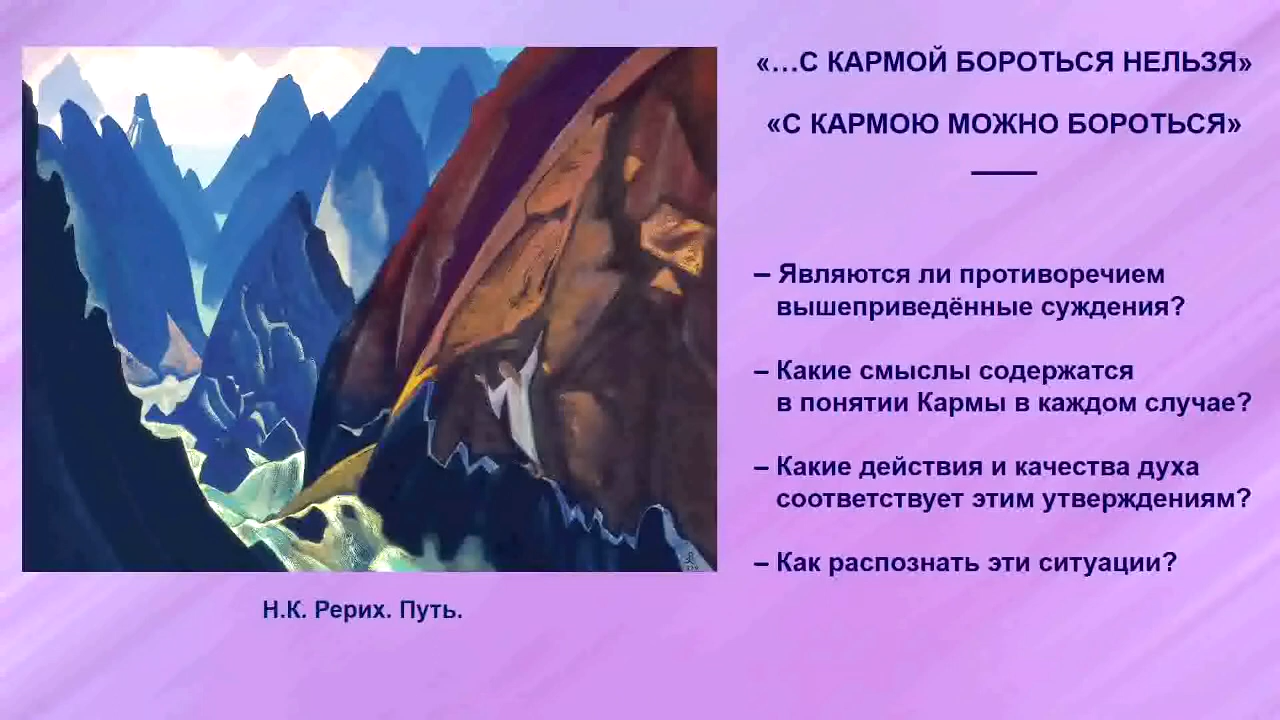 «…С КАРМОЙ БОРОТЬСЯ НЕЛЬЗЯ»
«С КАРМОЮ МОЖНО БОРОТЬСЯ»
– Являются ли противоречием
вышеприведённые суждения?
– Какие смыслы содержатся
в понятии Кармы в каждом случае?
– Какие действия и качества духа
соответствует этим утверждениям?
– Как распознать эти ситуации?
Н.К. Рерих. Путь.